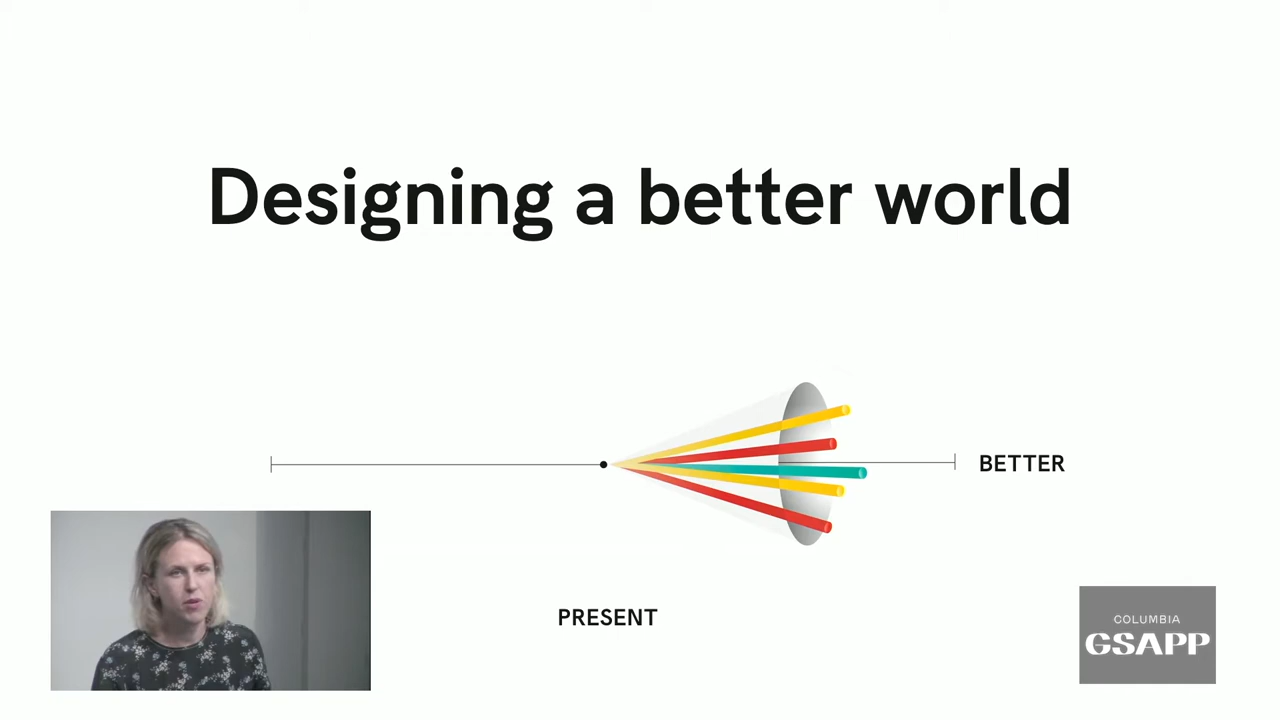 Designing a better world
BETTER
PRESENT
COLUMBIA
GSAPP